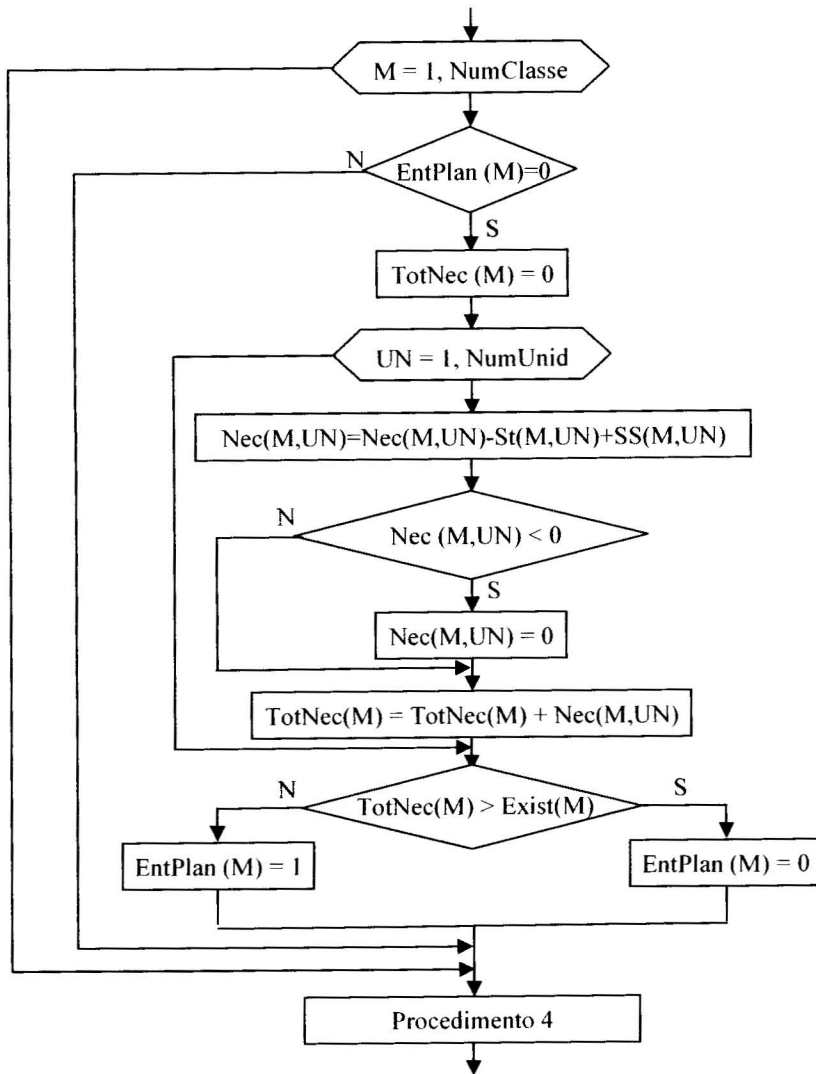 M = 1, NumClasse
N
EntPlan (M)=0
S
TotNec (M) = 0
UN = 1, NumUnid
Nec(M,UN)=Nec(M,UN)-St(M,UN)+SS(M,UN)
N
Nec (M,UN) < 0
S
Nec(M,UN) = 0
TotNec(M) = TotNec(M) + Nec(M,UN)
N
TotNec(M) > Exist(M)
S
EntPlan (M) = 1
EntPlan (M) = 0
Procedimento 4